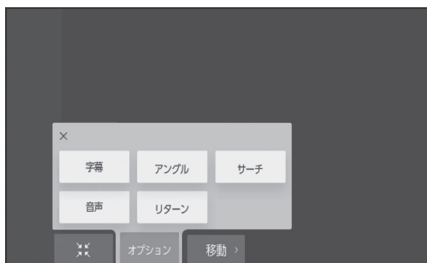 ×
字幕 アングル サーチ
音声 リターン
オプション 移動 >